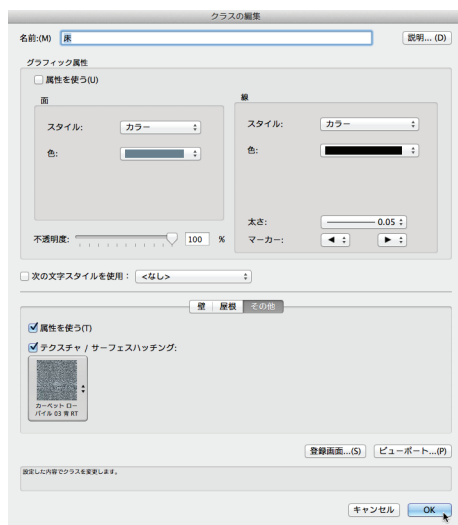 クラスの編集
名前:(M) 床 説明... (D)
グラフィック属性
属性を使う(U)
面
スタイル: カラー
色:
不透明度: 100 %
線
スタイル: カラー
色:
太さ: 0.05
マーカー:
次の文字スタイルを使用： <なし>
壁 屋根 その他
属性を使う(T)
テクスチャ / サーフェスハッチング:
カーペット ロー
パイル 03 青 RT
登録画面...(S) ビューポート...(P)
設定した内容でクラスを変更します。
キャンセル OK